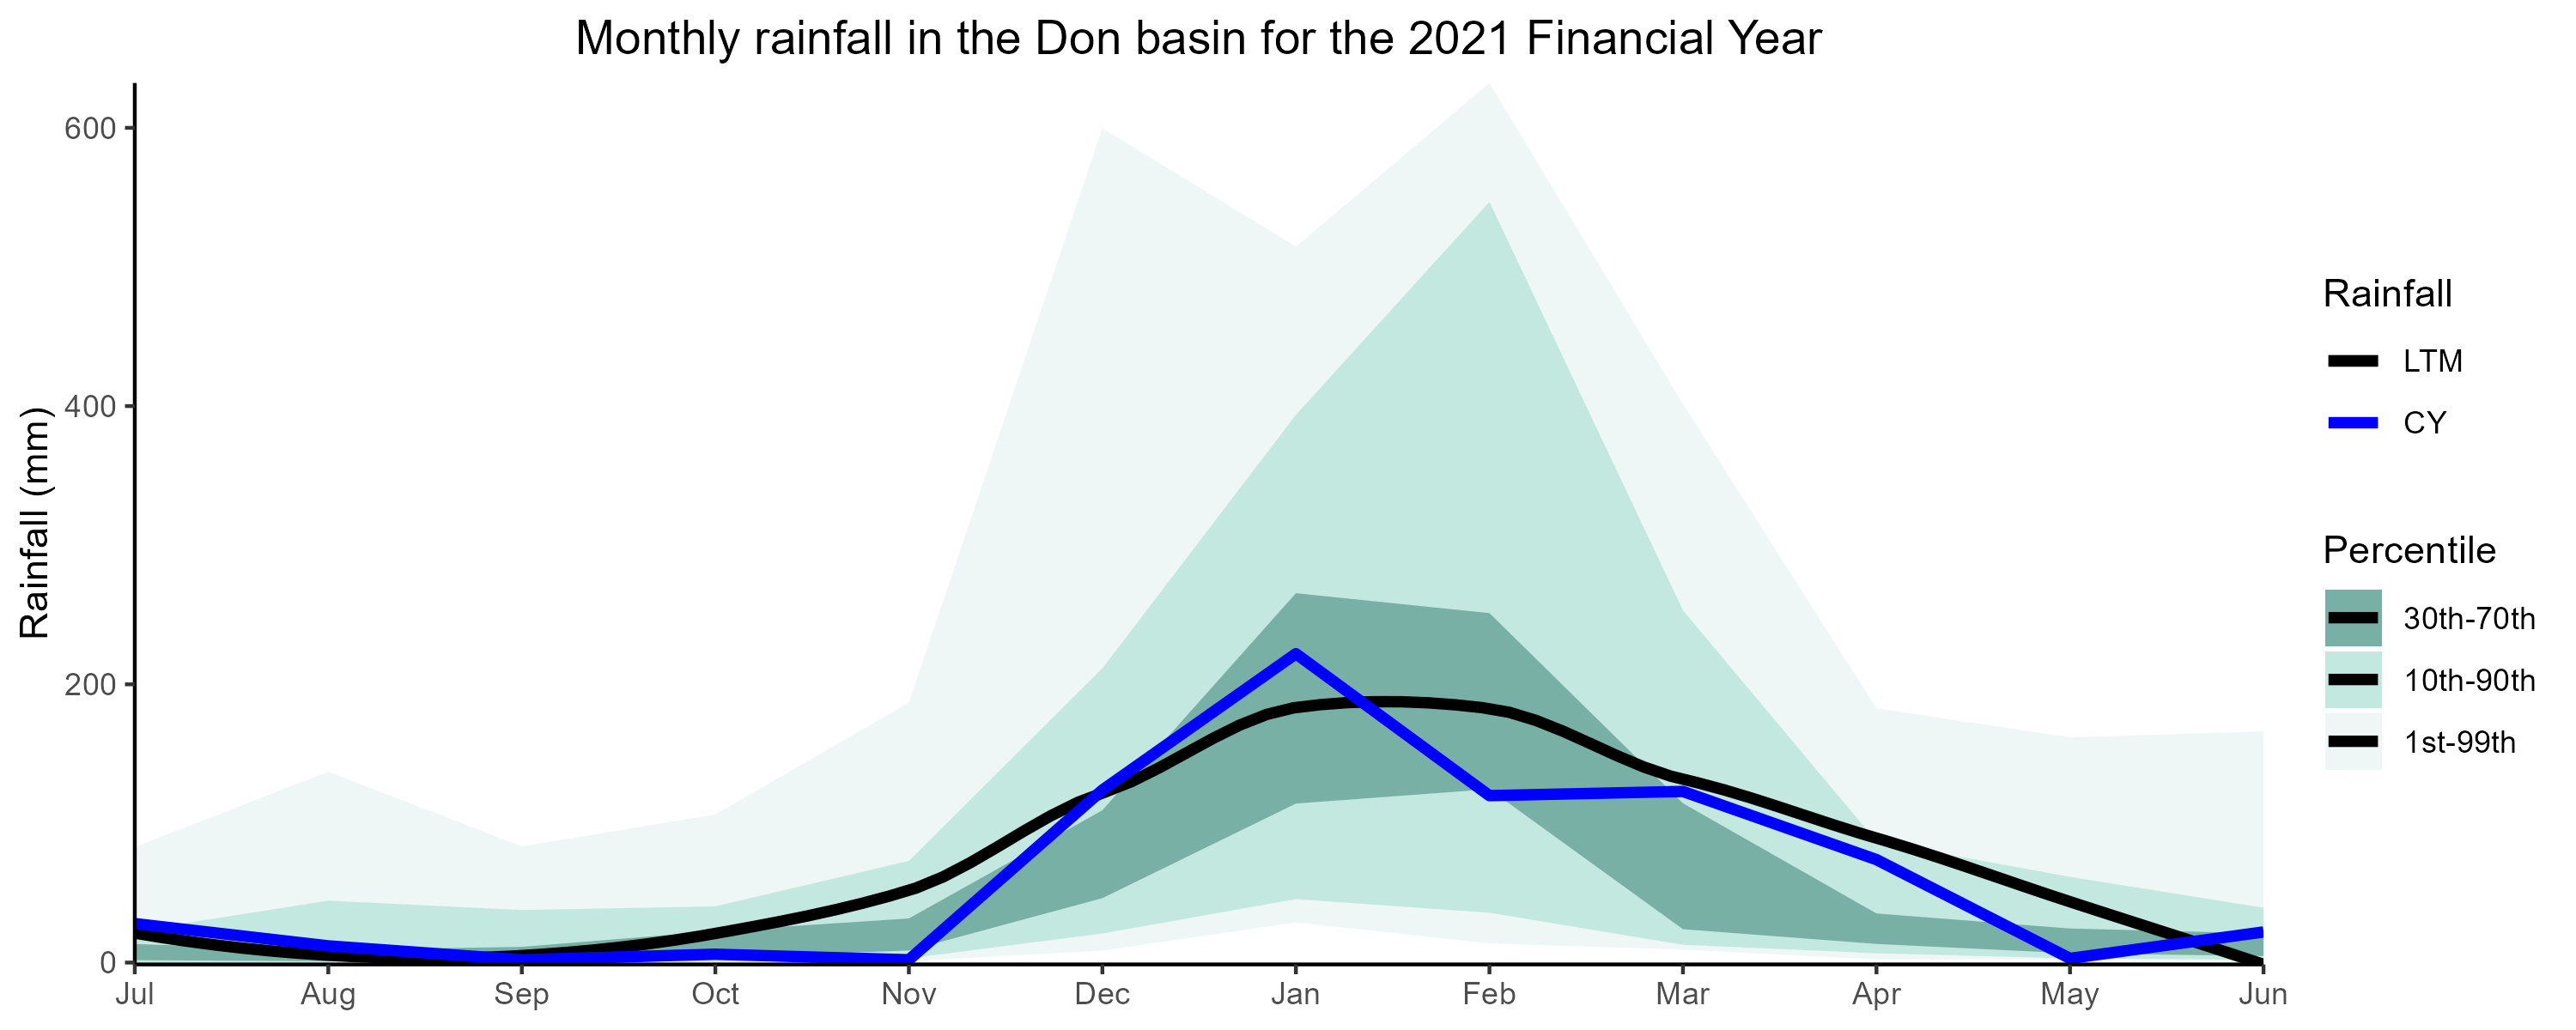 Monthly rainfall in the Don basin for the 2021 Financial Year
Rainfall (mm)
600
400
200
0
Jul Aug Sep Oct Nov Dec Jan Feb Mar Apr May Jun
Rainfall
LTM
CY
Percentile
30th-70th
10th-90th
1st-99th